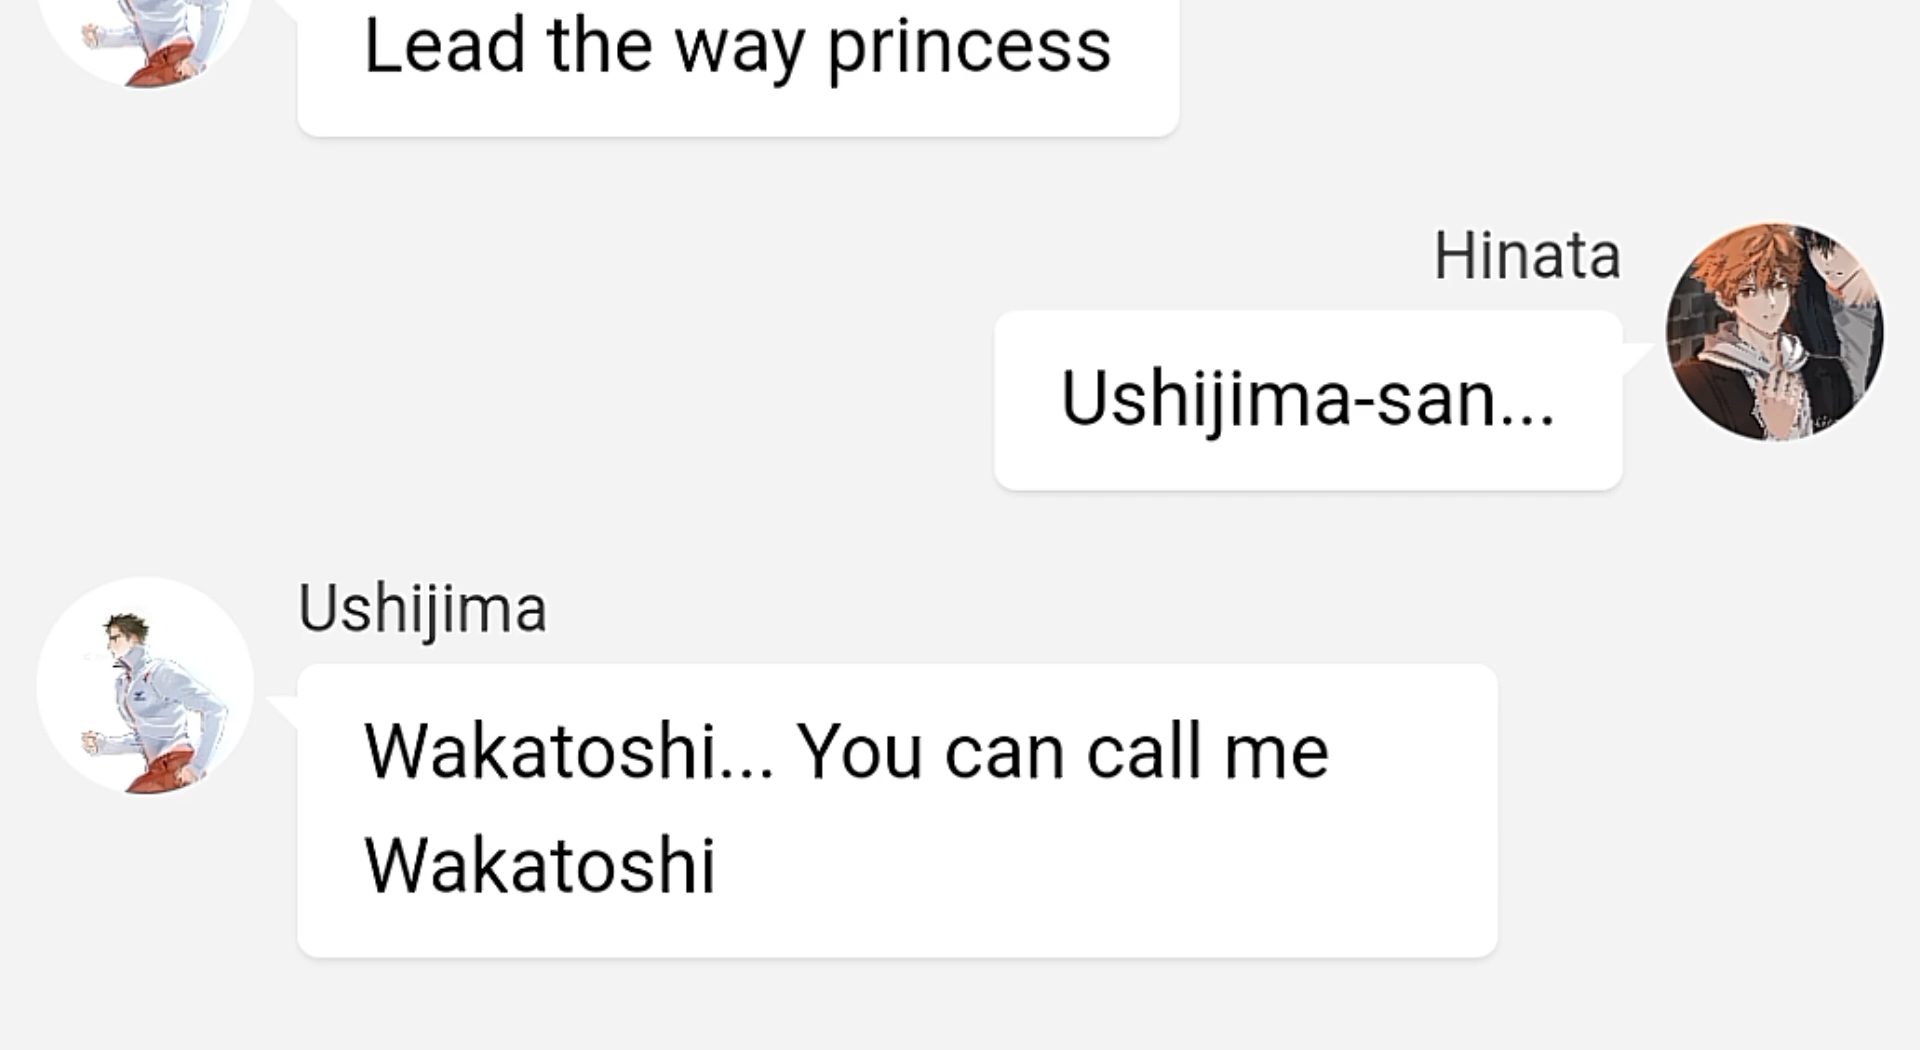 Lead the way princess
Hinata
Ushijima-san...
Ushijima
Wakatoshi... You can call me
Wakatoshi